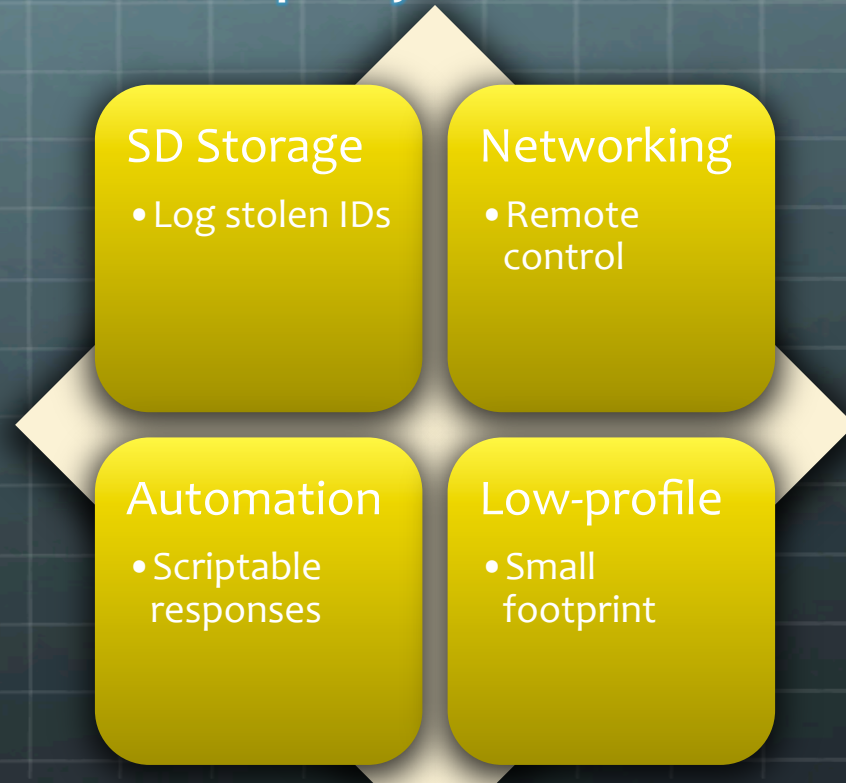 SD Storage
•Log stolen IDs
Networking
•Remote
control
Automation
•Scriptable
responses
Low-profile
•Small
footprint